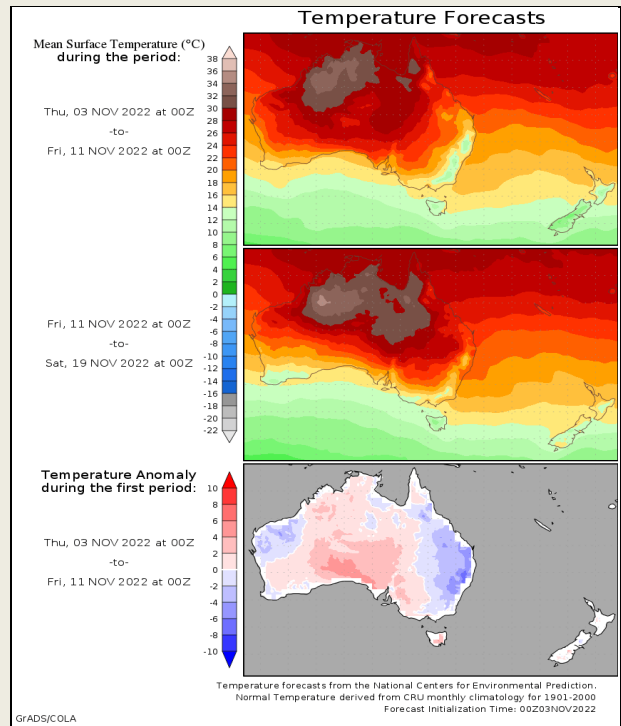 Temperature Forecasts
Mean Surface Temperature (°C)
during the period:
Thu, 03 NOV 2022 at 00Z
-to-
Fri, 11 NOV 2022 at 00Z
38
36
34
32
30
28
26
24
22
20
18
16
14
12
10
8
6
4
2
0
-2
-4
-6
-8
-10
-12
-14
-16
-18
-20
-22
Fri, 11 NOV 2022 at 00Z
-to-
Sat, 19 NOV 2022 at 00Z
Temperature Anomaly
during the first period:
Thu, 03 NOV 2022 at 00Z
-to-
Fri, 11 NOV 2022 at 00Z
10
8
6
4
2
0
-2
-4
-6
-8
-10
Temperature forecasts from the National Centers for Environmental Prediction.
Normal Temperature derived from CRU monthly climatology for 1901-2000
Forecast Initialization Time: 00Z03NOV2022
GrADS/COLA